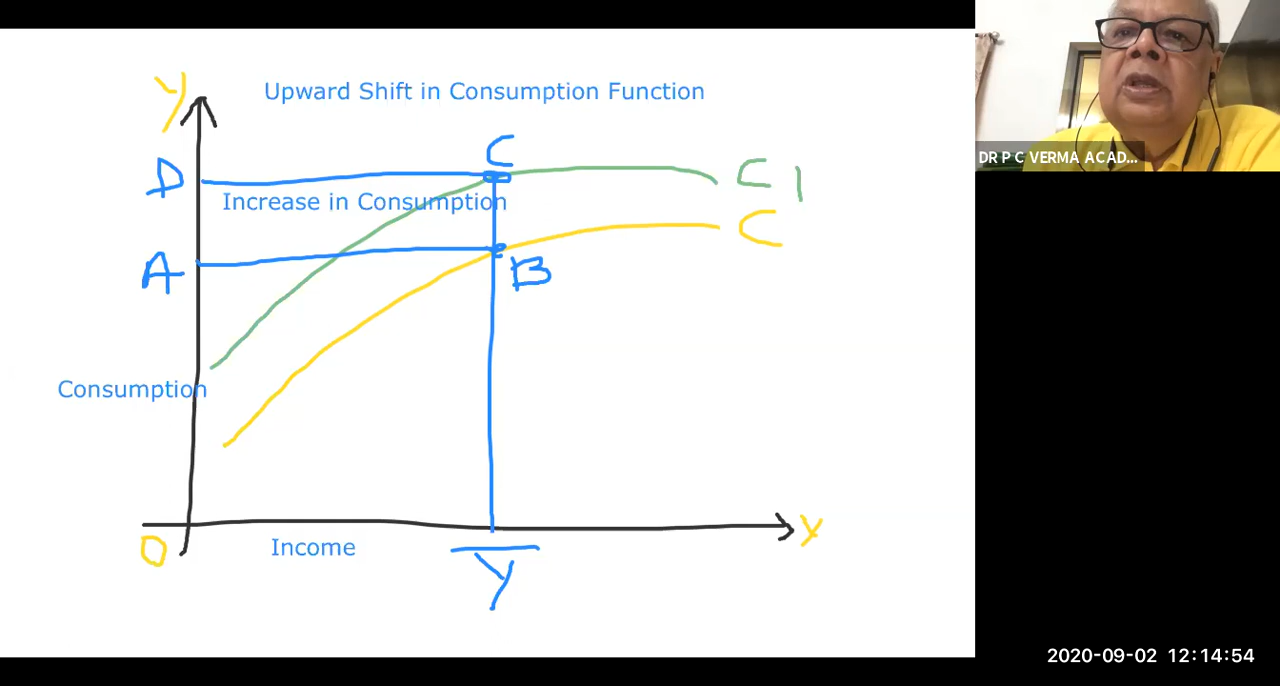 Y
Upward Shift in Consumption Function
C
D
C1
Increase in Consumption
C
A
B
Consumption
O
Income
X
Y
DR P C VERMA ACAD...
2020-09-02 12:14:54